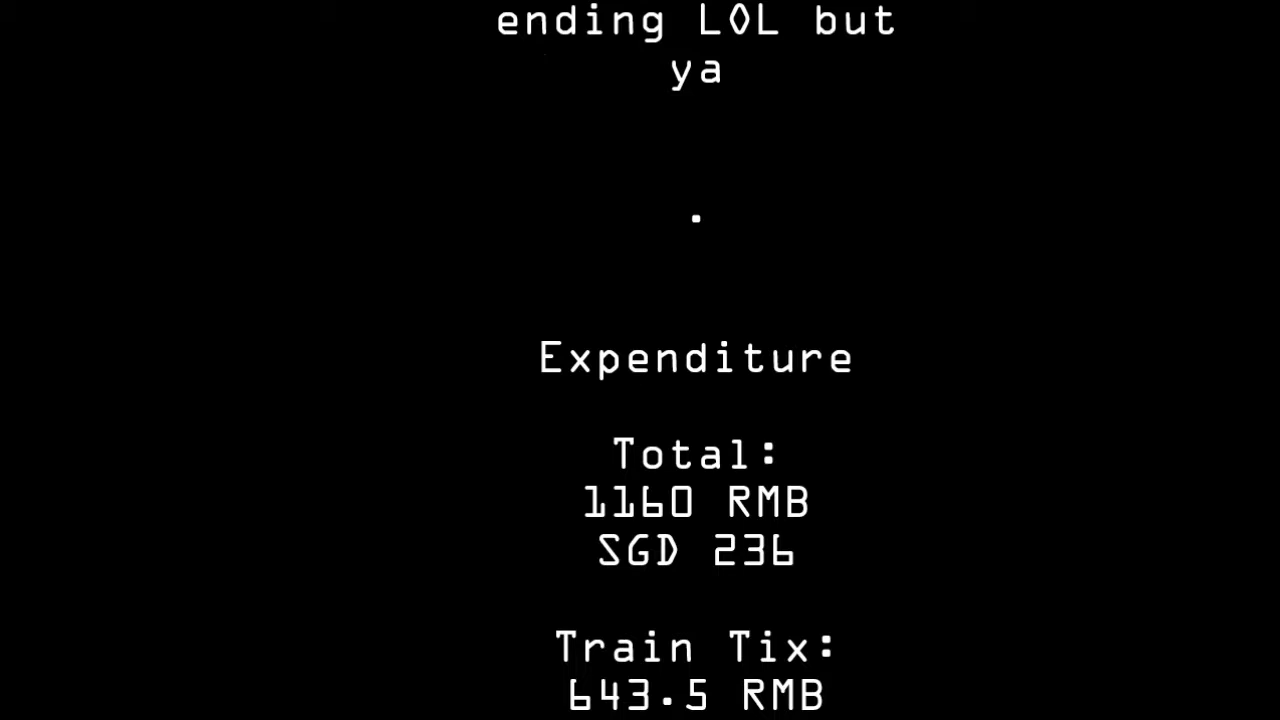 ending LOL but
ya
.
Expenditure
Total:
1160 RMB
SGD 236
Train Tix:
643.5 RMB